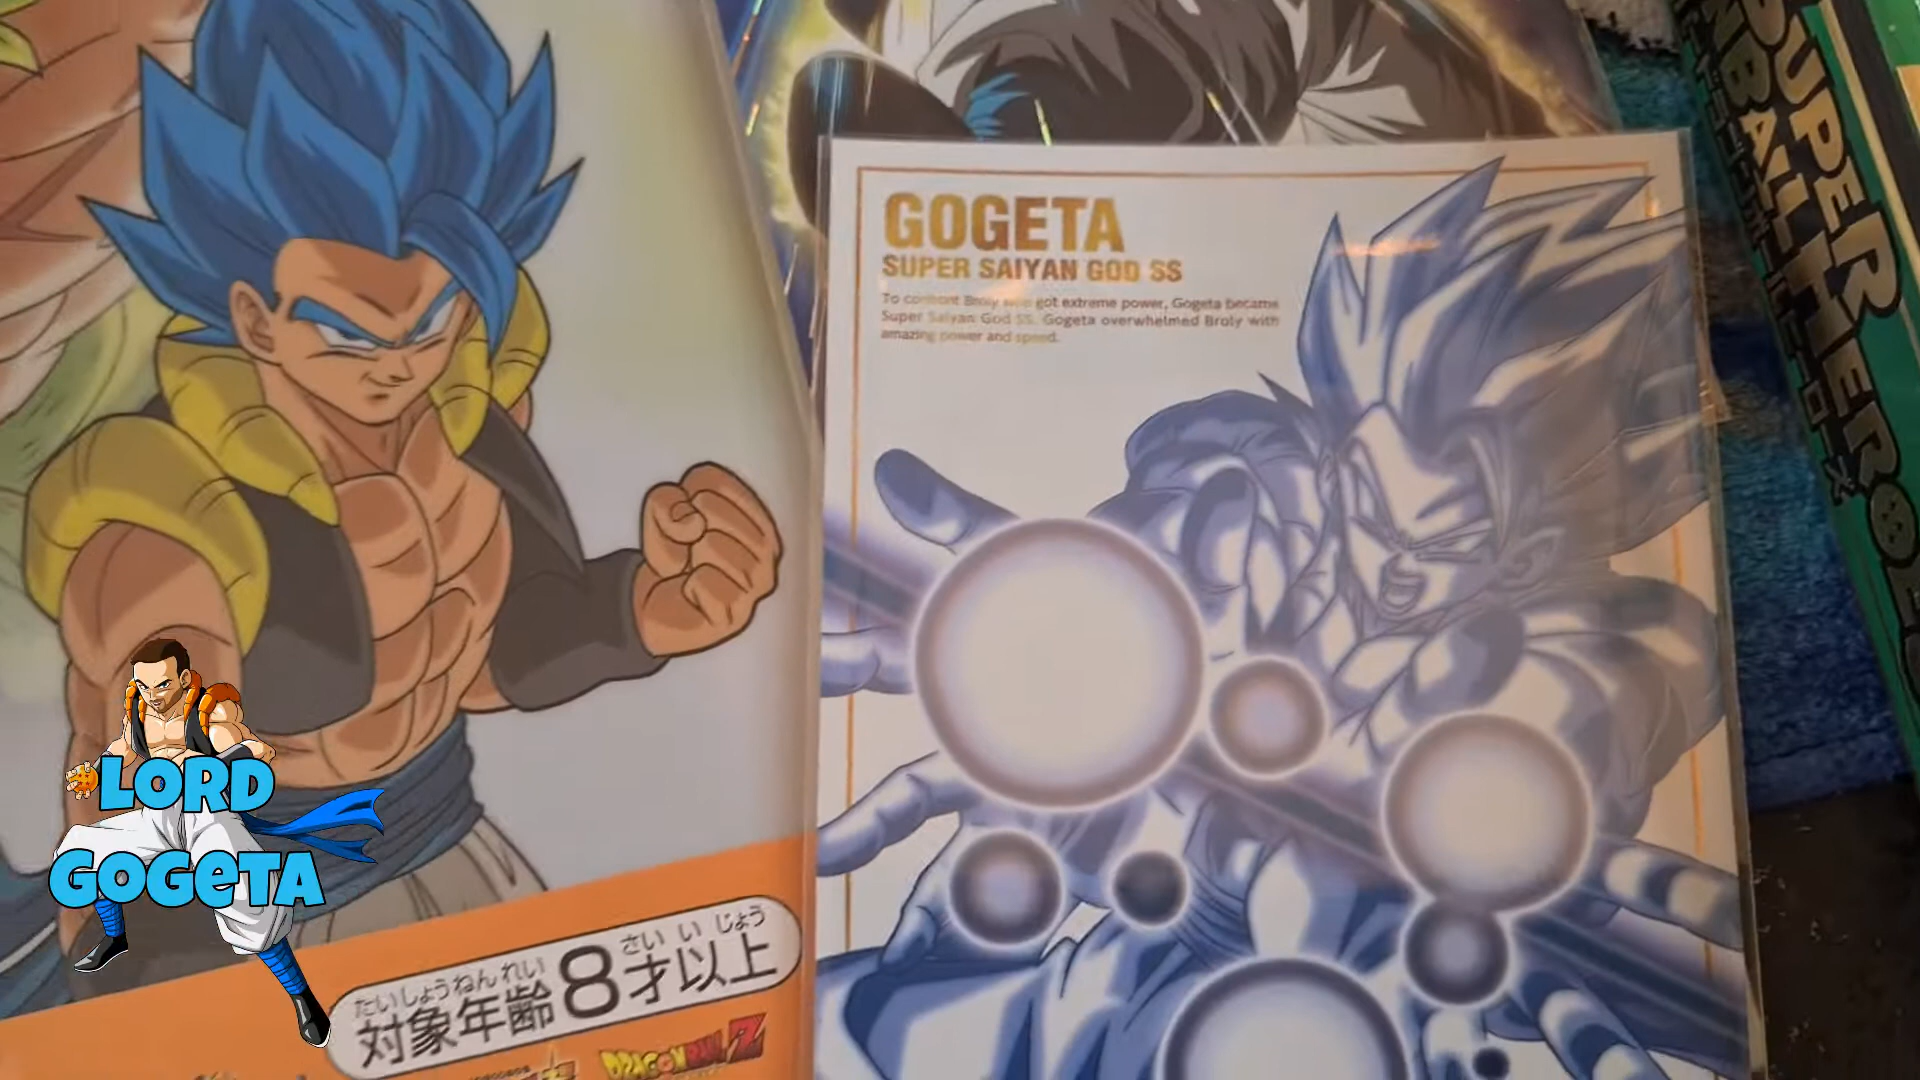 GOGETA
SUPER SAIYAN GOD SS
To confront Broly who got extreme power, Gogeta became
Super Saiyan God SS. Gogeta overwhelmed Broly with
amazing power and speed.
SUPER
HERO
LORD
GOGETA
たいしょうねんれい さい い じょう
対象年齢8才以上
DRAGON BALL Z